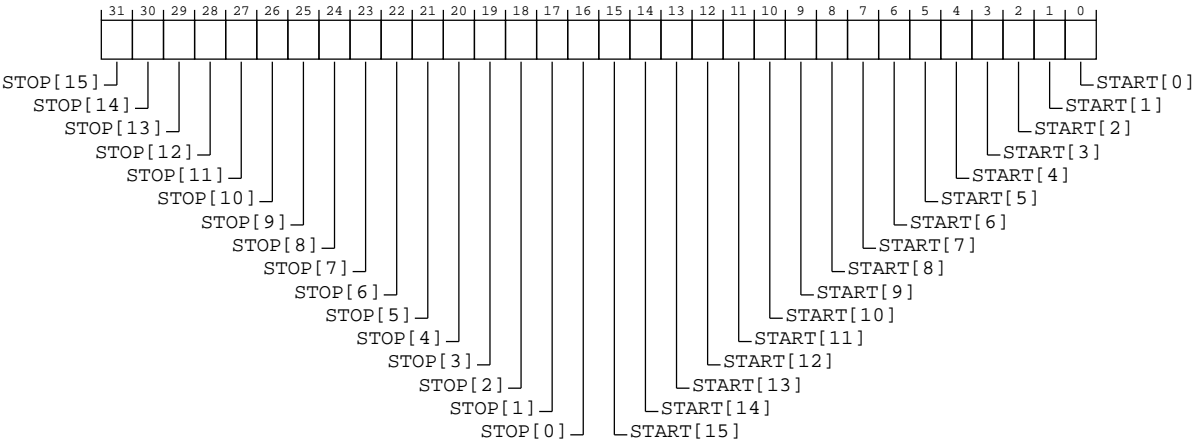 31 30 29 28 27 26 25 24 23 22 21 20 19 18 17 16 15 14 13 12 11 10 9 8 7 6 5 4 3 2 1 0
STOP[15] START[0]
STOP[14] START[1]
STOP[13] START[2]
STOP[12] START[3]
STOP[11] START[4]
STOP[10] START[5]
STOP[9] START[6]
STOP[8] START[7]
STOP[7] START[8]
STOP[6] START[9]
STOP[5] START[10]
STOP[4] START[11]
STOP[3] START[12]
STOP[2] START[13]
STOP[1] START[14]
STOP[0] START[15]